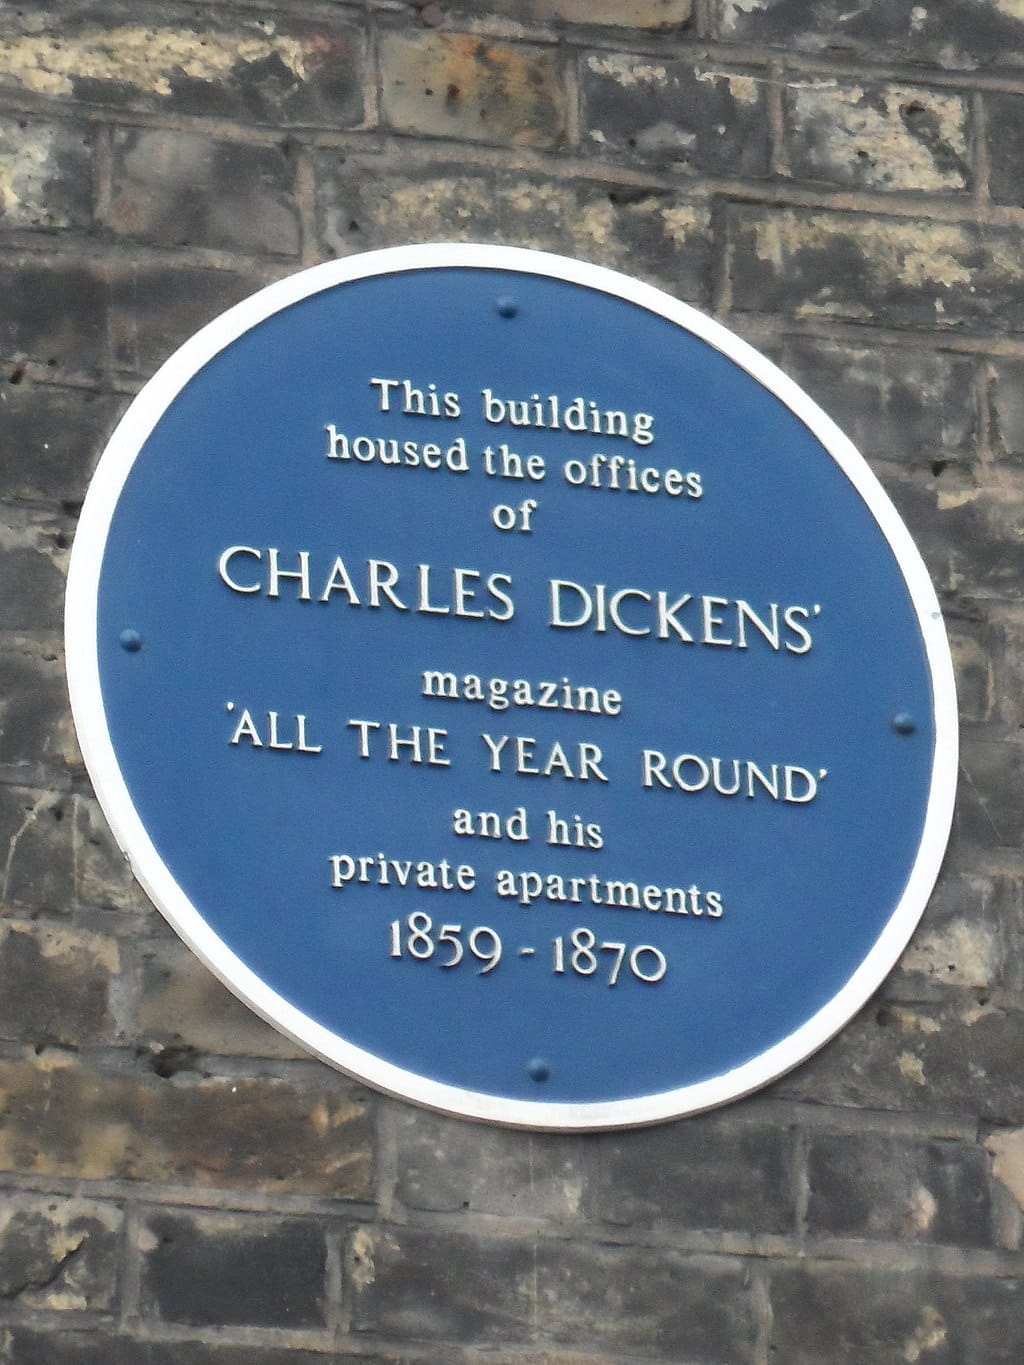 This building
housed the offices
of
CHARLES DICKENS'
magazine
'ALL THE YEAR ROUND'
and his
private apartments
1859 - 1870